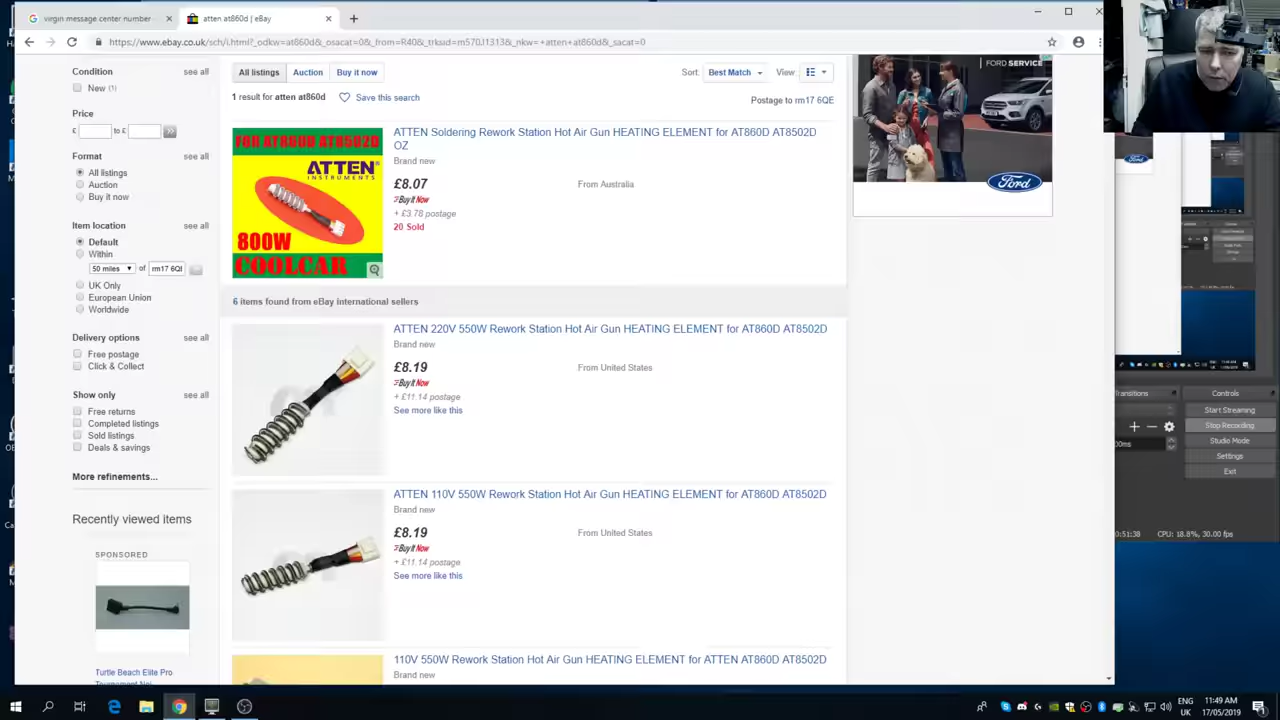 virgin message center number
atten at860d | eBay
https://www.ebay.co.uk/sch/i.html?_odkw=at860d&_osacat=0&_from=R40&_trksid=m570.l1313&_nkw=+atten+at860d&_sacat=0
Condition
see all
New (1)
Price
£
to £
Format
see all
All listings
Auction
Buy it now
Item location
see all
Default
Within
50 miles
of
rm17 6QE
UK Only
European Union
Worldwide
Delivery options
see all
Free postage
Click & Collect
Show only
see all
Free returns
Completed listings
Sold listings
Deals & savings
More refinements...
Recently viewed items
SPONSORED
Turtle Beach Elite Pro
All listings
Auction
Buy it now
Sort:
Best Match
View:
1 result for atten at860d
Save this search
Postage to rm17 6QE
FOR AT860D AT8502D
ATTEN
INSTRUMENTS
800W
COOLCAR
ATTEN Soldering Rework Station Hot Air Gun HEATING ELEMENT for AT860D AT8502D
OZ
Brand new
£8.07
From Australia
Buy It Now
+ £3.78 postage
20 Sold
6 items found from eBay international sellers
ATTEN 220V 550W Rework Station Hot Air Gun HEATING ELEMENT for AT860D AT8502D
Brand new
£8.19
From United States
Buy It Now
+ £11.14 postage
See more like this
ATTEN 110V 550W Rework Station Hot Air Gun HEATING ELEMENT for AT860D AT8502D
Brand new
£8.19
From United States
Buy It Now
+ £11.14 postage
See more like this
110V 550W Rework Station Hot Air Gun HEATING ELEMENT for ATTEN AT860D AT8502D
Brand new
FORD SERVICE
Ford
Ford
Controls
Start Streaming
Stop Recording
Studio Mode
Settings
Exit
CPU: 18.8%, 30.00 fps
ENG
UK
11:49 AM
17/05/2019